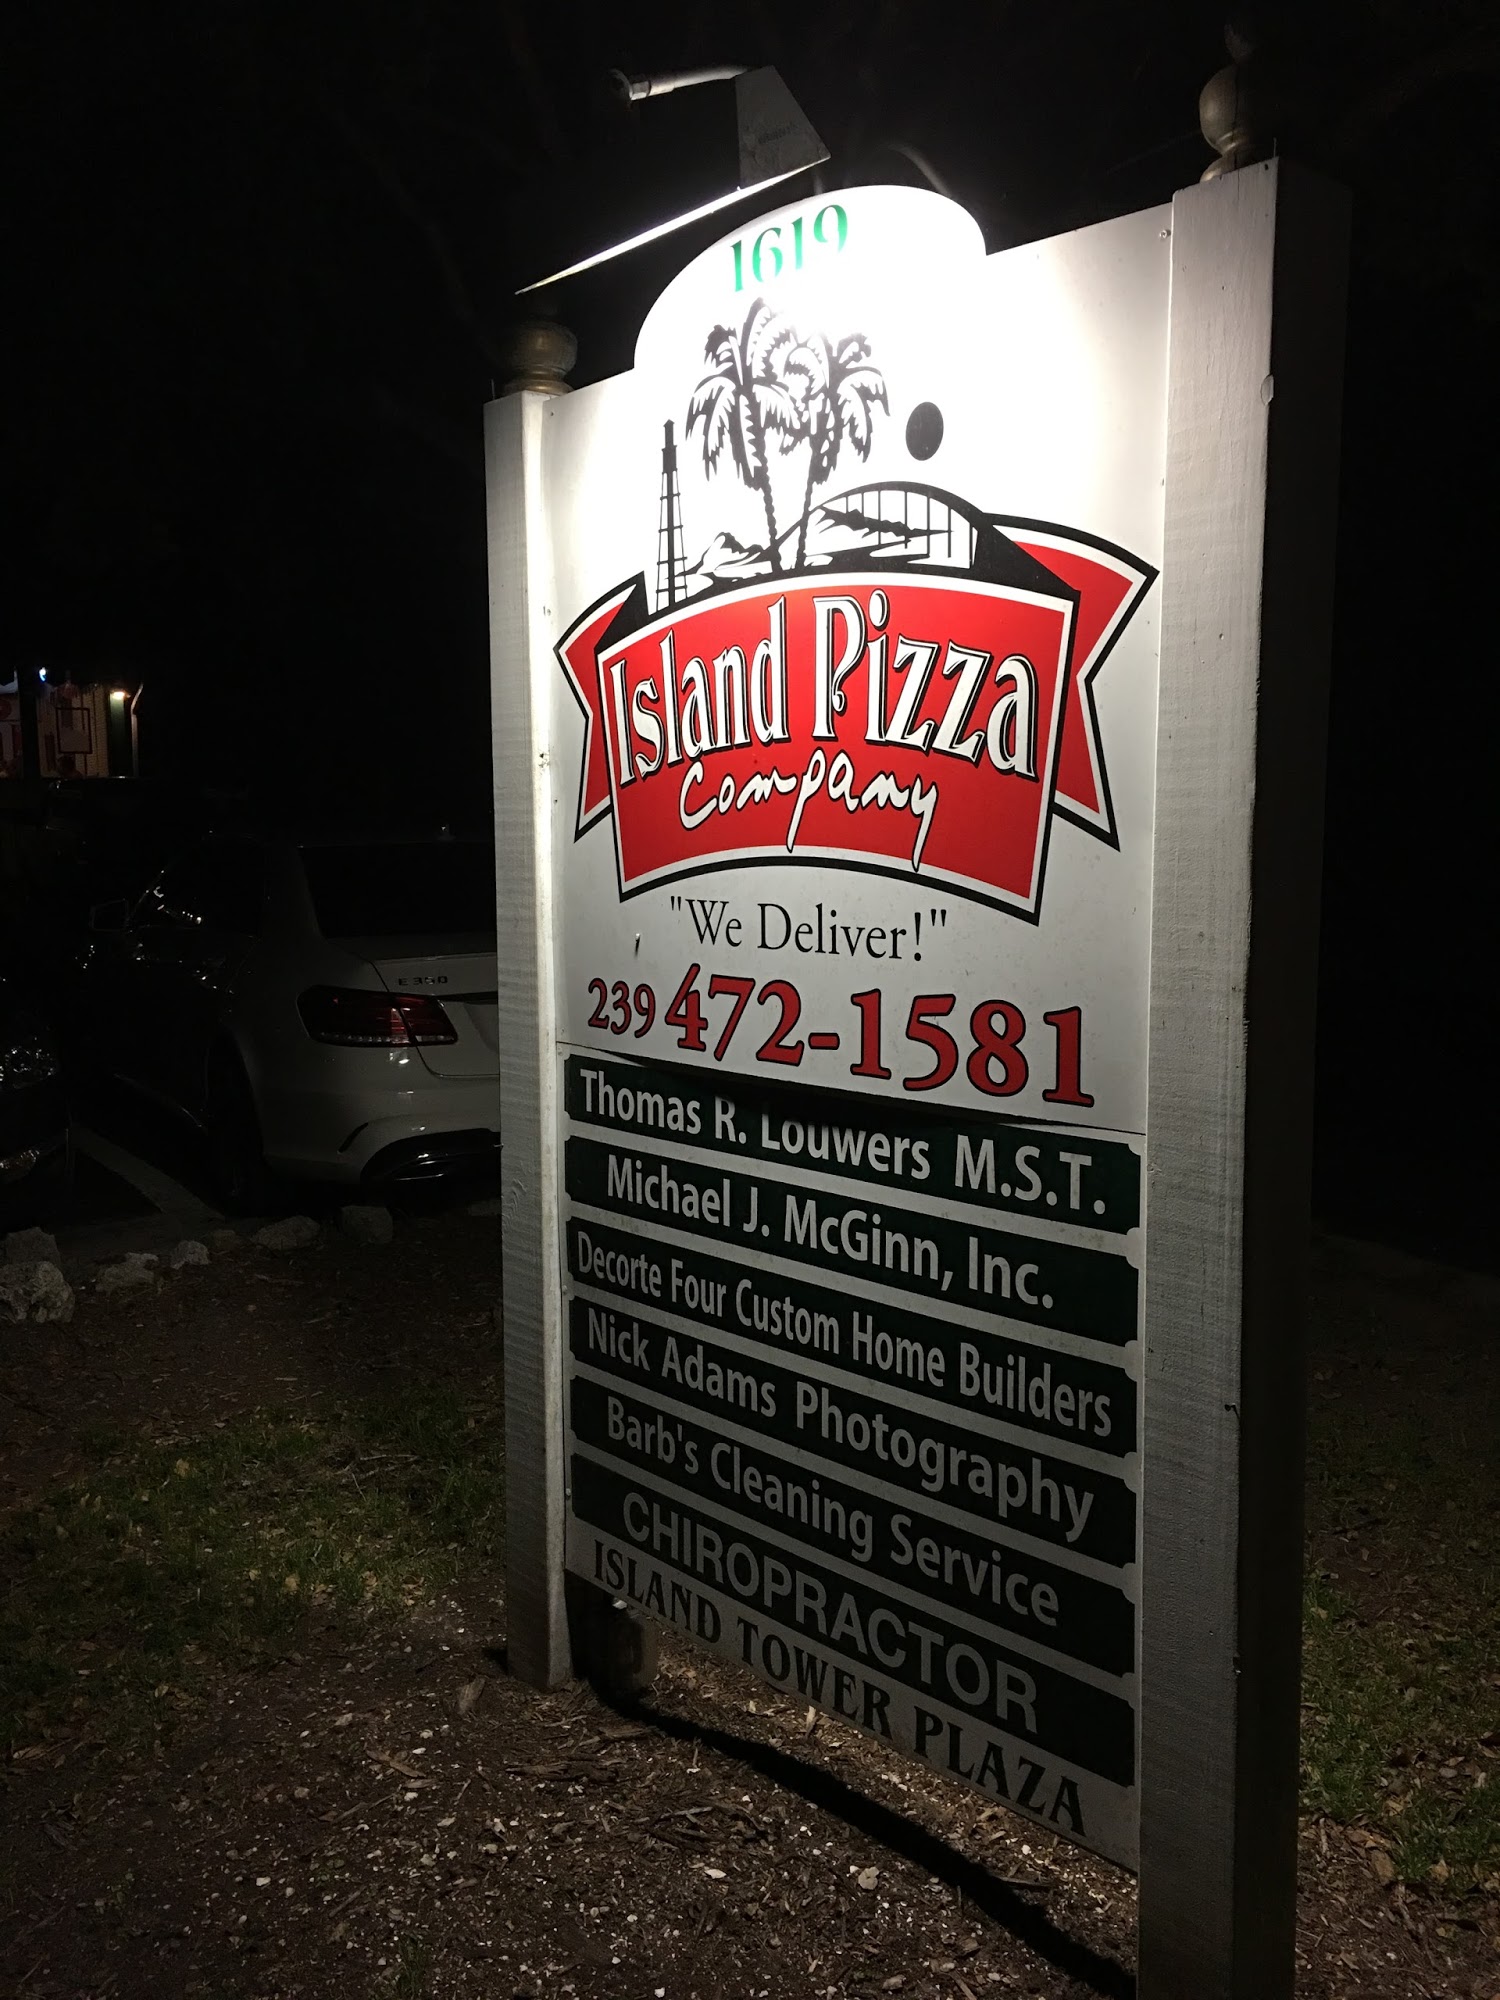 1619
Island Pizza
Company
"We Deliver!"
239 472-1581
Thomas R. Louwers M.S.T.
Michael J. McGinn, Inc.
Decorte Four Custom Home Builders
Nick Adams Photography
Barb's Cleaning Service
CHIROPRACTOR
ISLAND TOWER PLAZA
E 350